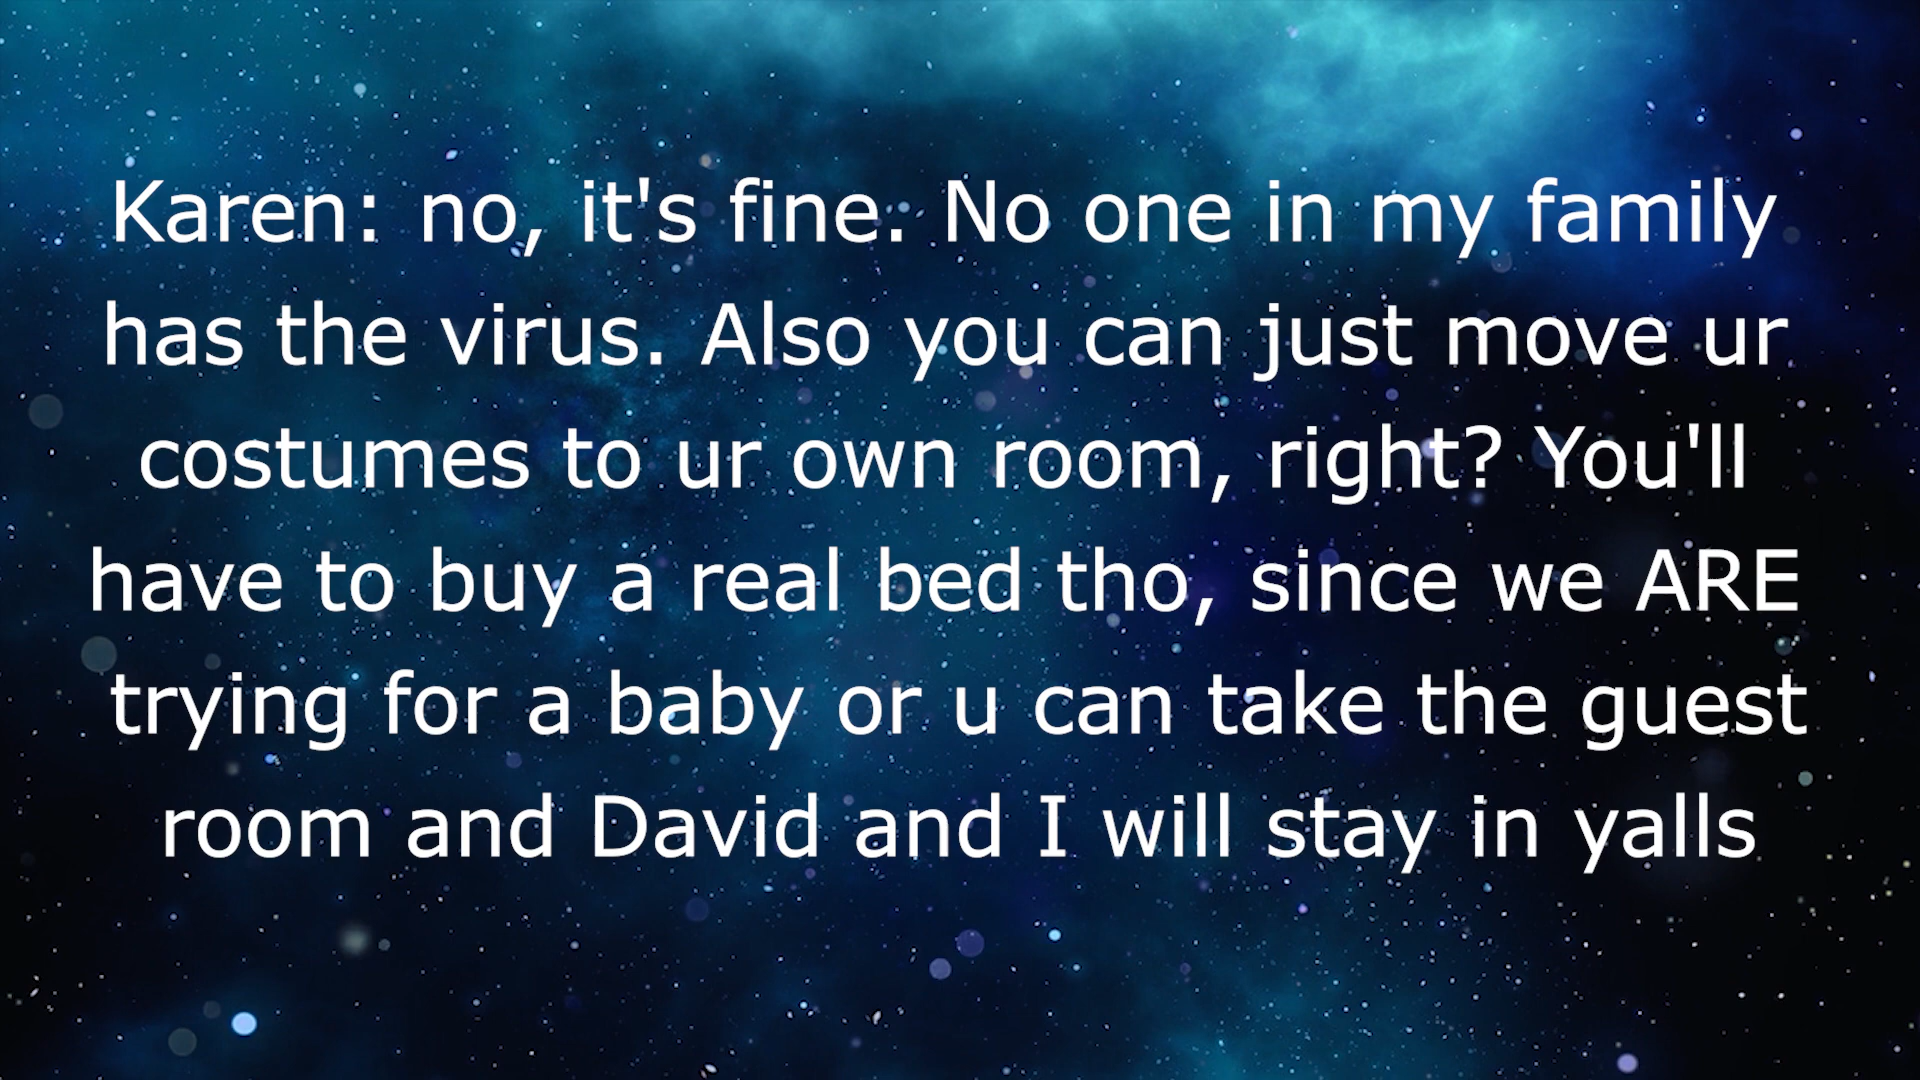 Karen: no, it's fine. No one in my family
has the virus. Also you can just move ur
costumes to ur own room, right? You'll
have to buy a real bed tho, since we ARE
trying for a baby or u can take the guest
room and David and I will stay in yalls